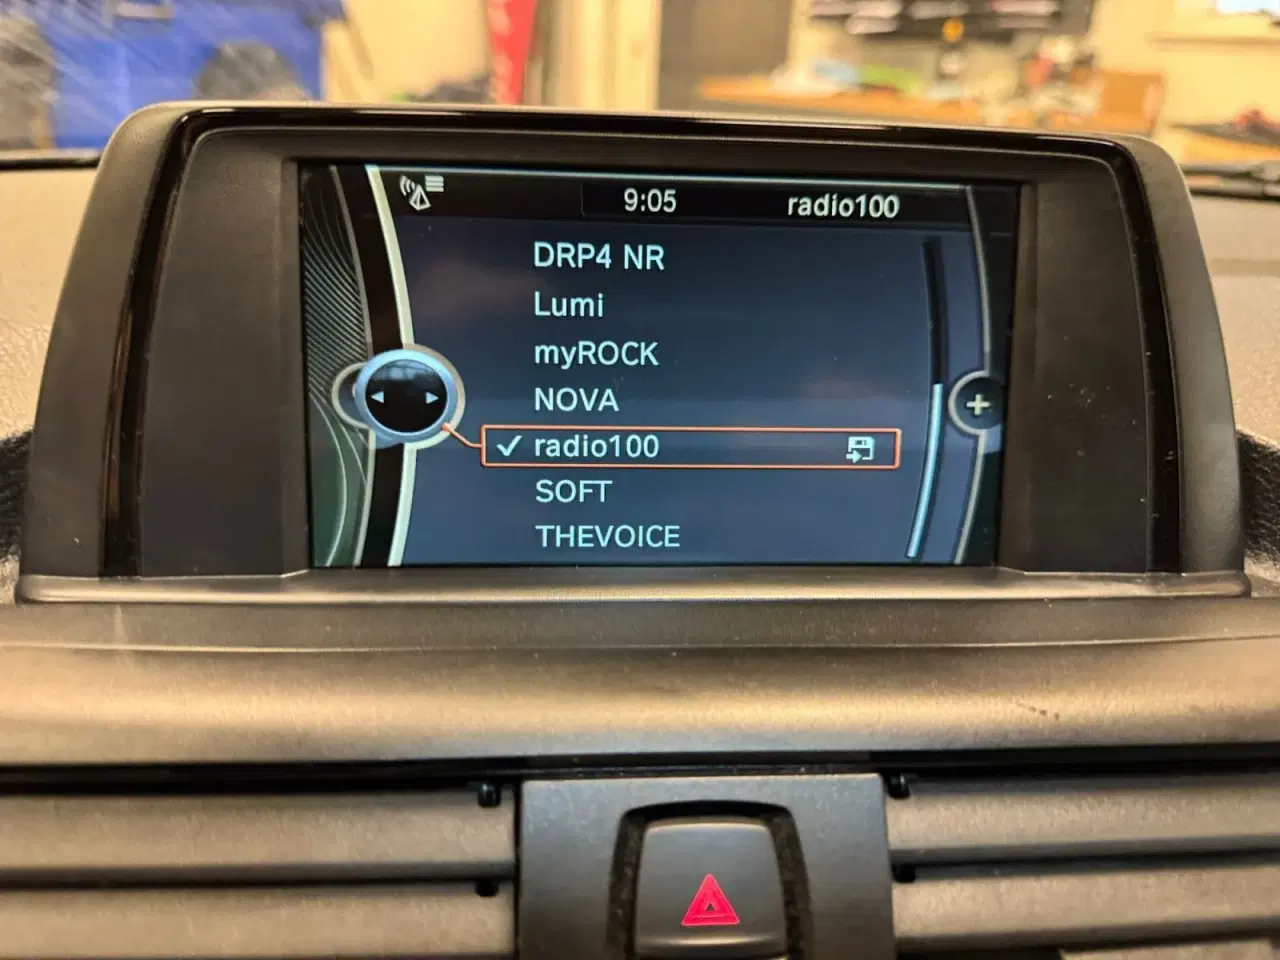 9:05 radio100
DRP4 NR
Lumi
myROCK
NOVA
radio100
SOFT
THEVOICE